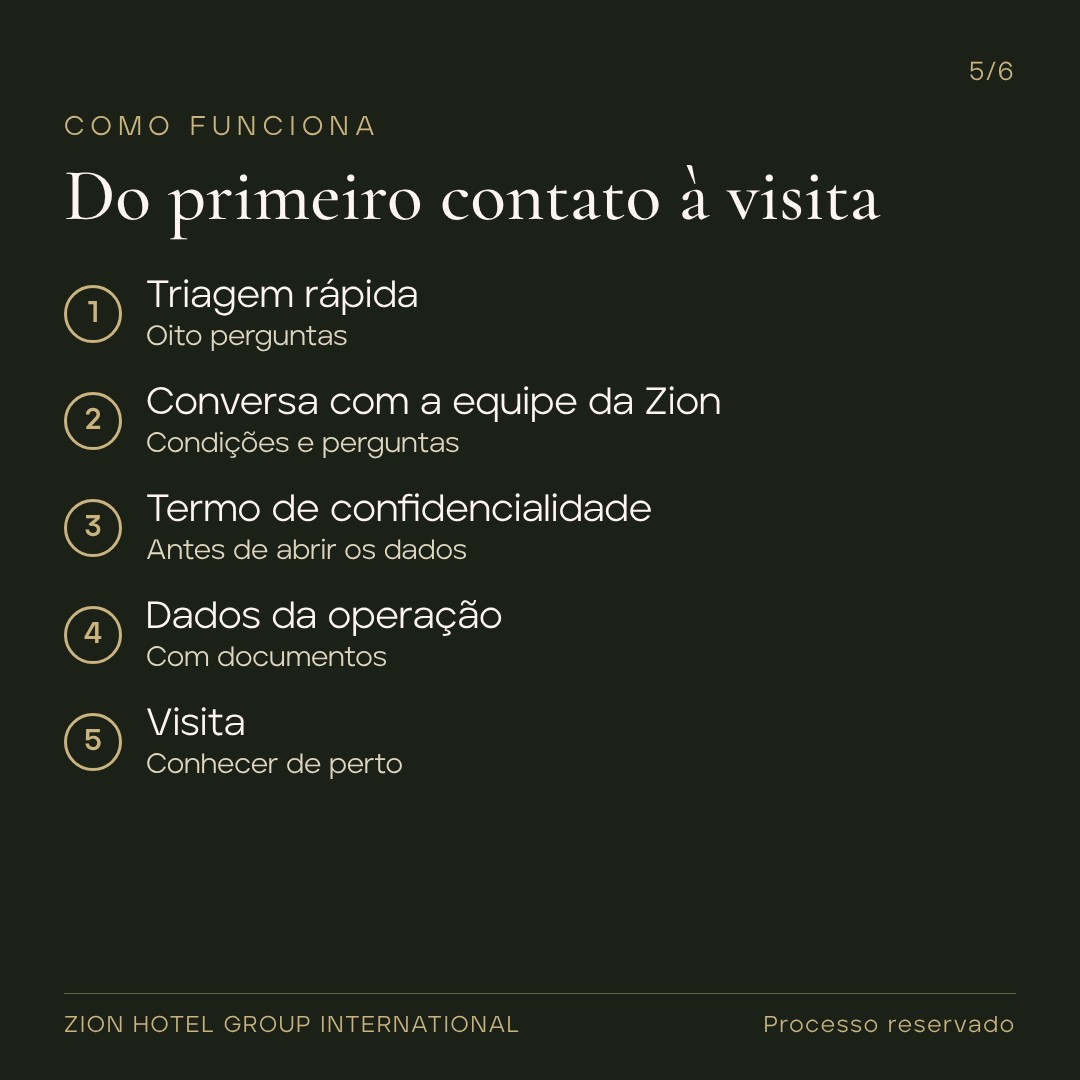 5/6
COMO FUNCIONA
Do primeiro contato à visita
1
Triagem rápida
Oito perguntas
2
Conversa com a equipe da Zion
Condições e perguntas
3
Termo de confidencialidade
Antes de abrir os dados
4
Dados da operação
Com documentos
5
Visita
Conhecer de perto
ZION HOTEL GROUP INTERNATIONAL
Processo reservado